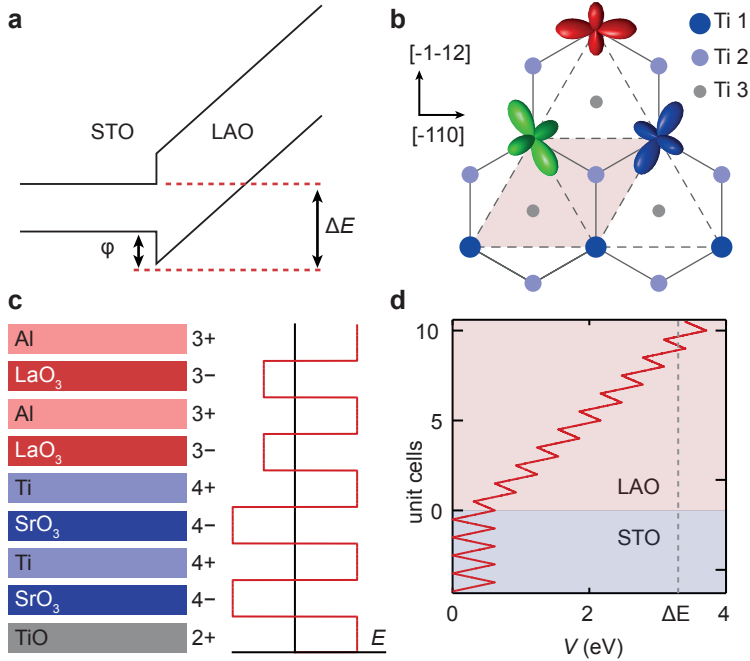 a
STO
LAO
φ
ΔE
b
[-1-12]
[-110]
Ti 1
Ti 2
Ti 3
c
Al
3+
LaO₃
3−
Al
3+
LaO₃
3−
Ti
4+
SrO₃
4−
Ti
4+
SrO₃
4−
TiO
2+
E
d
unit cells
10
5
0
LAO
STO
0
2
ΔE
4
V (eV)